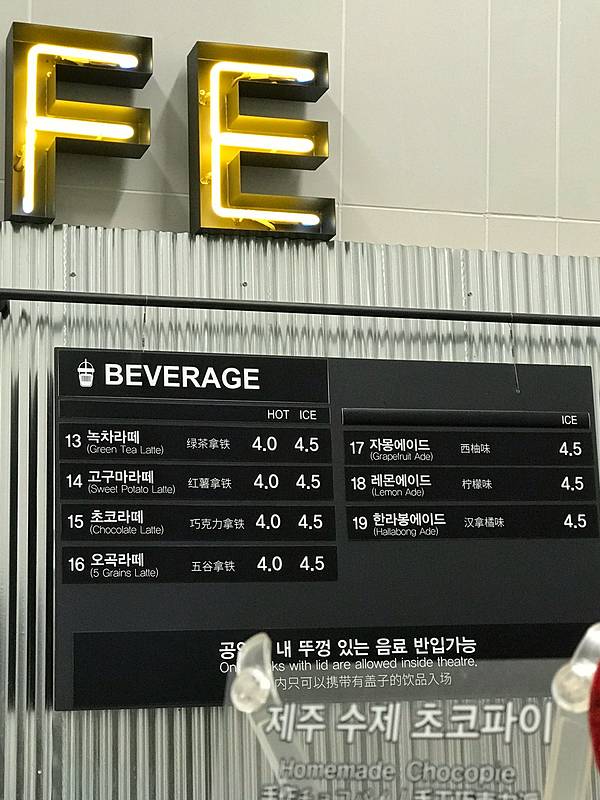 FE
BEVERAGE
HOT ICE
13 녹차라떼 绿茶拿铁 4.0 4.5
(Green Tea Latte)
14 고구마라떼 红薯拿铁 4.0 4.5
(Sweet Potato Latte)
15 초코라떼 巧克力拿铁 4.0 4.5
(Chocolate Latte)
16 오곡라떼 五谷拿铁 4.0 4.5
(5 Grains Latte)
ICE
17 자몽에이드 西柚味 4.5
(Grapefruit Ade)
18 레몬에이드 柠檬味 4.5
(Lemon Ade)
19 한라봉에이드 汉拿橘味 4.5
(Hallabong Ade)
내 뚜껑 있는 음료 반입가능
with lid are allowed inside theatre.
内只可以携带有盖子的饮品入场
제주 수제 초코파이
Homemade Chocopie